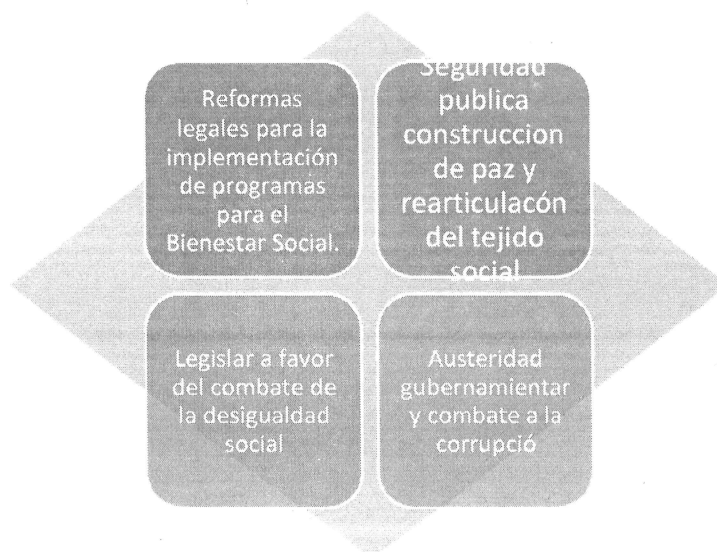 Reformas
legales para la
implementación
de programas
para el
Bienestar Social.
Seguridad
publica
construccion
de paz y
rearticulacón
del tejido
social
Legislar a favor
del combate de
la desigualdad
social
Austeridad
gubernamientar
y combate a la
corrupció